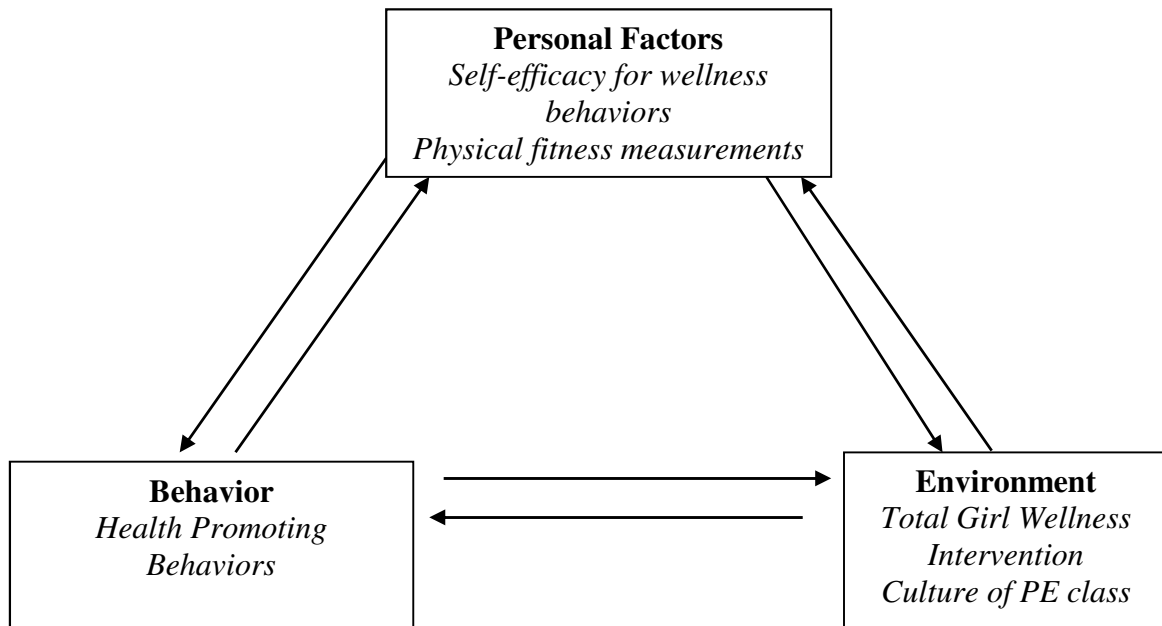 Personal Factors
Self-efficacy for wellness
behaviors
Physical fitness measurements
Behavior
Health Promoting
Behaviors
Environment
Total Girl Wellness
Intervention
Culture of PE class